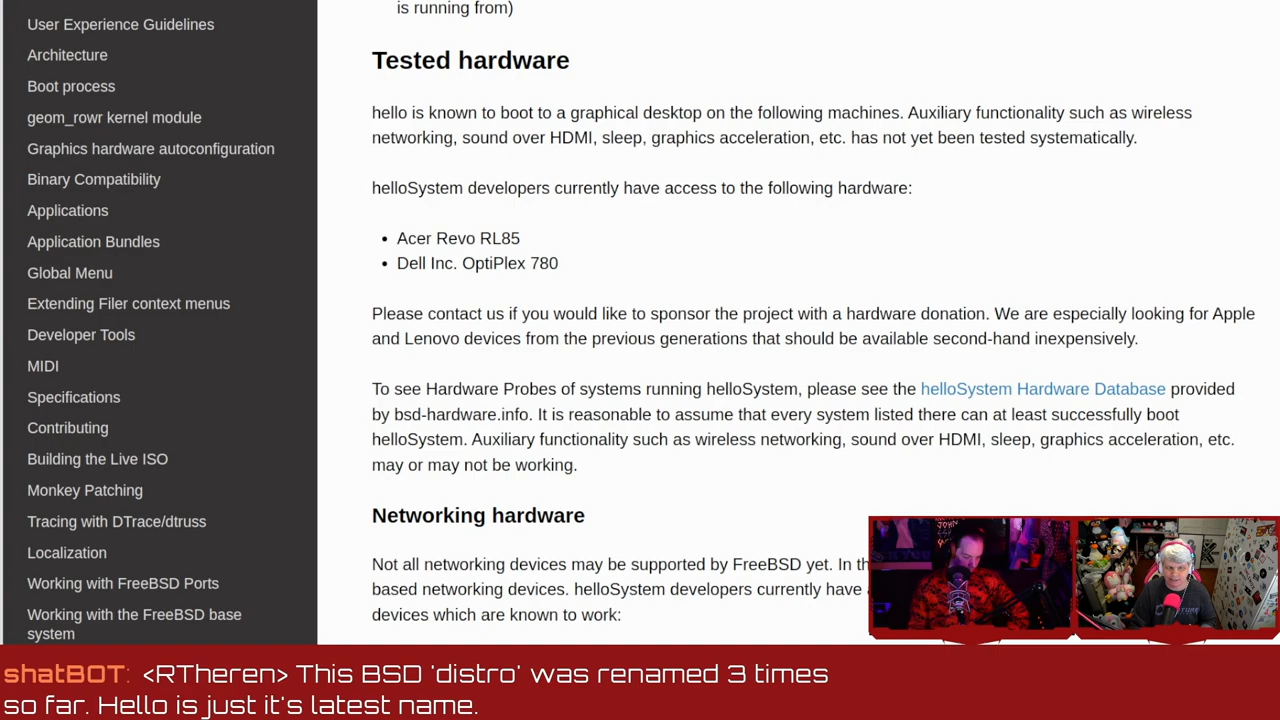 User Experience Guidelines
Architecture
Boot process
geom_rowr kernel module
Graphics hardware autoconfiguration
Binary Compatibility
Applications
Application Bundles
Global Menu
Extending Filer context menus
Developer Tools
MIDI
Specifications
Contributing
Building the Live ISO
Monkey Patching
Tracing with DTrace/dtruss
Localization
Working with FreeBSD Ports
Working with the FreeBSD base
system
is running from)
Tested hardware
hello is known to boot to a graphical desktop on the following machines. Auxiliary functionality such as wireless
networking, sound over HDMI, sleep, graphics acceleration, etc. has not yet been tested systematically.
helloSystem developers currently have access to the following hardware:
• Acer Revo RL85
• Dell Inc. OptiPlex 780
Please contact us if you would like to sponsor the project with a hardware donation. We are especially looking for Apple
and Lenovo devices from the previous generations that should be available second-hand inexpensively.
To see Hardware Probes of systems running helloSystem, please see the helloSystem Hardware Database provided
by bsd-hardware.info. It is reasonable to assume that every system listed there can at least successfully boot
helloSystem. Auxiliary functionality such as wireless networking, sound over HDMI, sleep, graphics acceleration, etc.
may or may not be working.
Networking hardware
Not all networking devices may be supported by FreeBSD yet. In th
based networking devices. helloSystem developers currently have
devices which are known to work:
shatBOT: <RTheren> This BSD 'distro' was renamed 3 times
so far. Hello is just it's latest name.